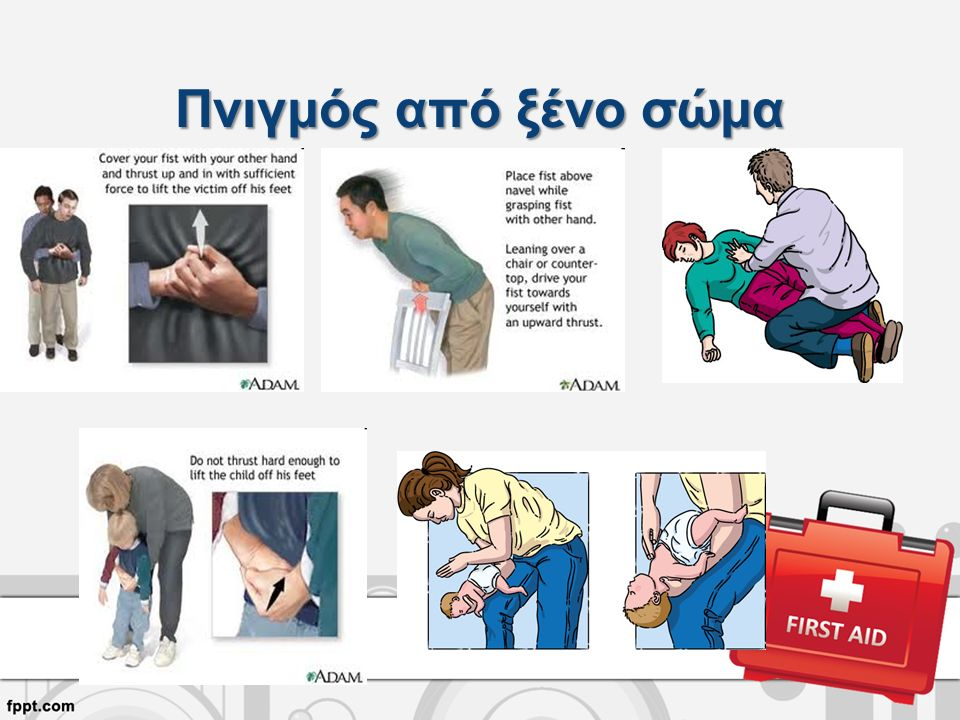 Πνιγμός από ξένο σώμα
Cover your fist with your other hand
and thrust up and in with sufficient
force to lift the victim off his feet
ADAM.
Place fist above
navel while
grasping fist
with other hand.
Leaning over a
chair or counter-
top, drive your
fist towards
yourself with
an upward thrust.
ADAM.
Do not thrust hard enough to
lift the child off his feet
ADAM.
FIRST AID
fppt.com